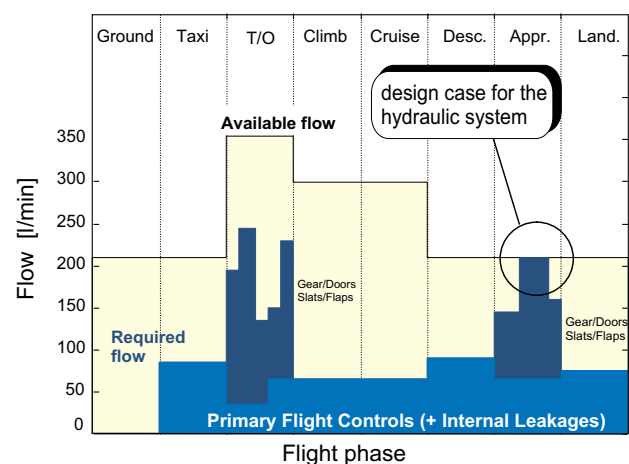 Ground Taxi T/O Climb Cruise Desc. Appr. Land.
design case for the
hydraulic system
Available flow
350
300
250
200
150
100
50
0
Flow [l/min]
Gear/Doors
Slats/Flaps
Gear/Doors
Slats/Flaps
Required
flow
Primary Flight Controls (+ Internal Leakages)
Flight phase